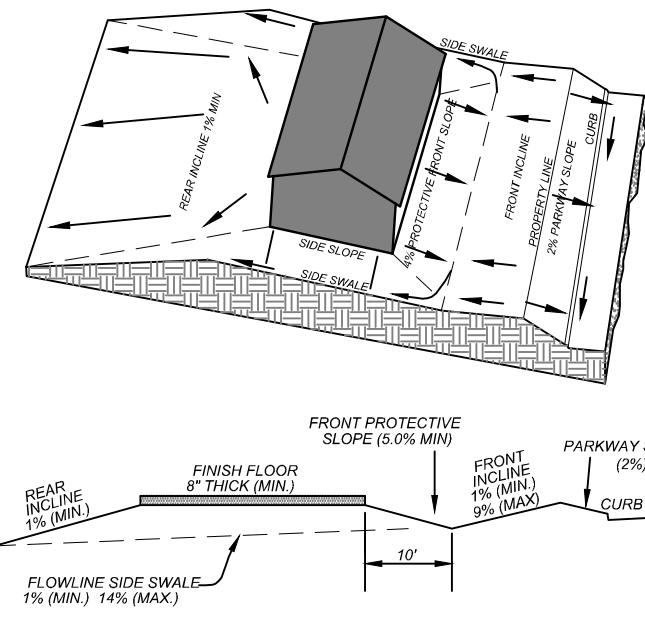 SIDE SWALE
REAR INCLINE 1% MIN
4% PROTECTIVE FRONT SLOPE
FRONT INCLINE
PROPERTY LINE
2% PARKWAY SLOPE
CURB
SIDE SLOPE
SIDE SWALE
FRONT PROTECTIVE
SLOPE (5.0% MIN)
FINISH FLOOR
8" THICK (MIN.)
REAR
INCLINE
1% (MIN.)
FRONT
INCLINE
1% (MIN.)
9% (MAX)
PARKWAY S
(2%)
CURB
10'
FLOWLINE SIDE SWALE
1% (MIN.) 14% (MAX.)